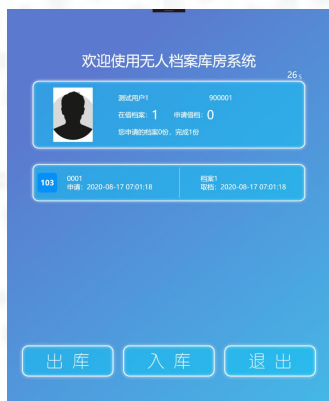 欢迎使用无人档案库房系统
26 s
测试用户1 900001
在借档案：1 申请借档：0
您申请的档案0份，完成1份
103 0001 档案1
申请：2020-08-17 07:01:18 取档：2020-08-17 07:01:18
出库 入库 退出